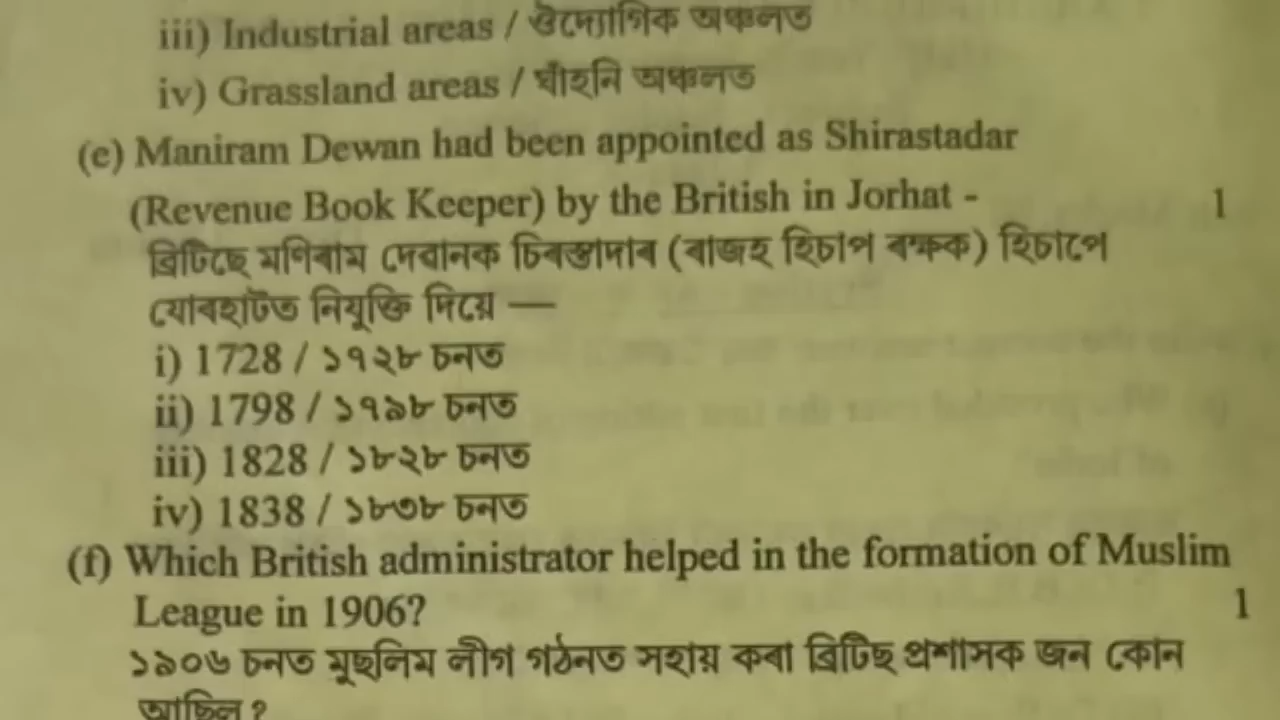 iii) Industrial areas / ঔদ্যোগিক অঞ্চলত
iv) Grassland areas / ঘাঁহনি অঞ্চলত
(e) Maniram Dewan had been appointed as Shirastadar
(Revenue Book Keeper) by the British in Jorhat - 1
ব্ৰিটিছে মণিৰাম দেৱানক চিৰস্তাদাৰ (ৰাজহ হিচাপ ৰক্ষক) হিচাপে
যোৰহাটত নিযুক্তি দিয়ে —
i) 1728 / ১৭২৮ চনত
ii) 1798 / ১৭৯৮ চনত
iii) 1828 / ১৮২৮ চনত
iv) 1838 / ১৮৩৮ চনত
(f) Which British administrator helped in the formation of Muslim
League in 1906? 1
১৯০৬ চনত মুছলিম লীগ গঠনত সহায় কৰা ব্ৰিটিছ প্ৰশাসক জন কোন
আছিল ?